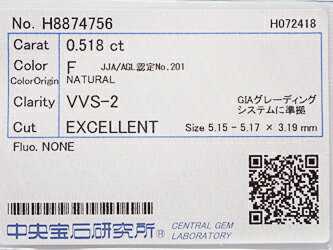 No. H8874756 H072418
Carat 0.518 ct
Color F JJA/AGL認定No.201
ColorOrigin NATURAL
Clarity VVS-2 GIAグレーディング
システムに準拠
Cut EXCELLENT Size 5.15 - 5.17 × 3.19 mm
Fluo. NONE
中央宝石研究所® CENTRAL GEM
LABORATORY